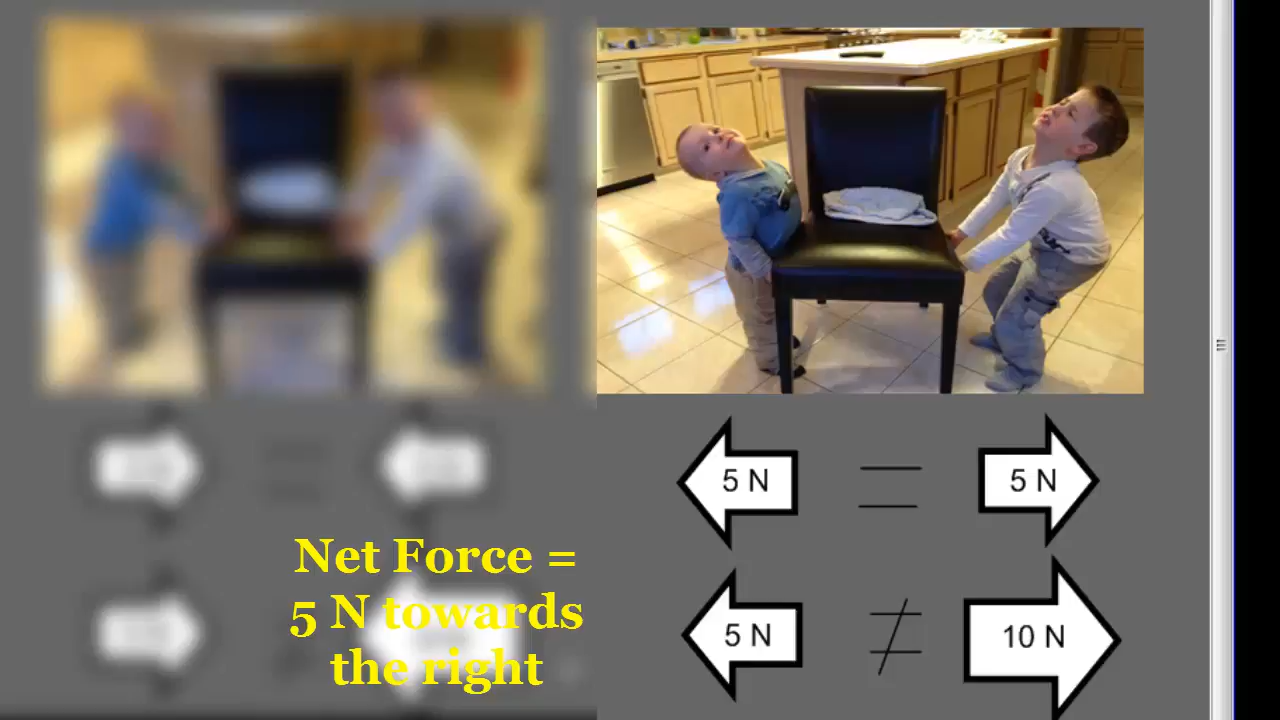 5 N = 5 N
Net Force =
5 N towards
the right
5 N ≠ 10 N